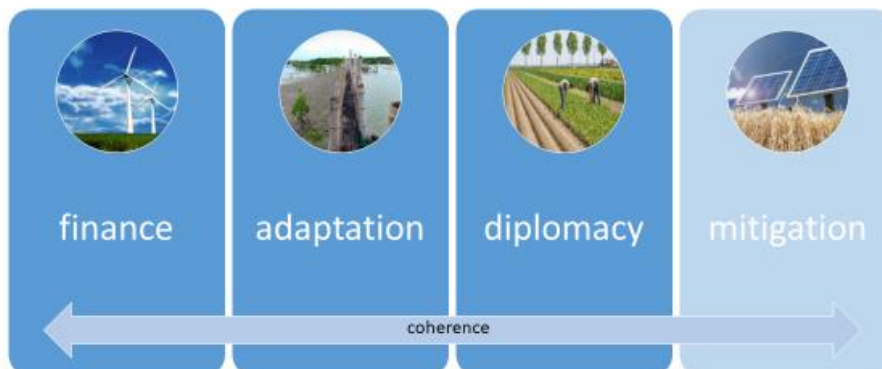 finance
adaptation
diplomacy
mitigation
coherence